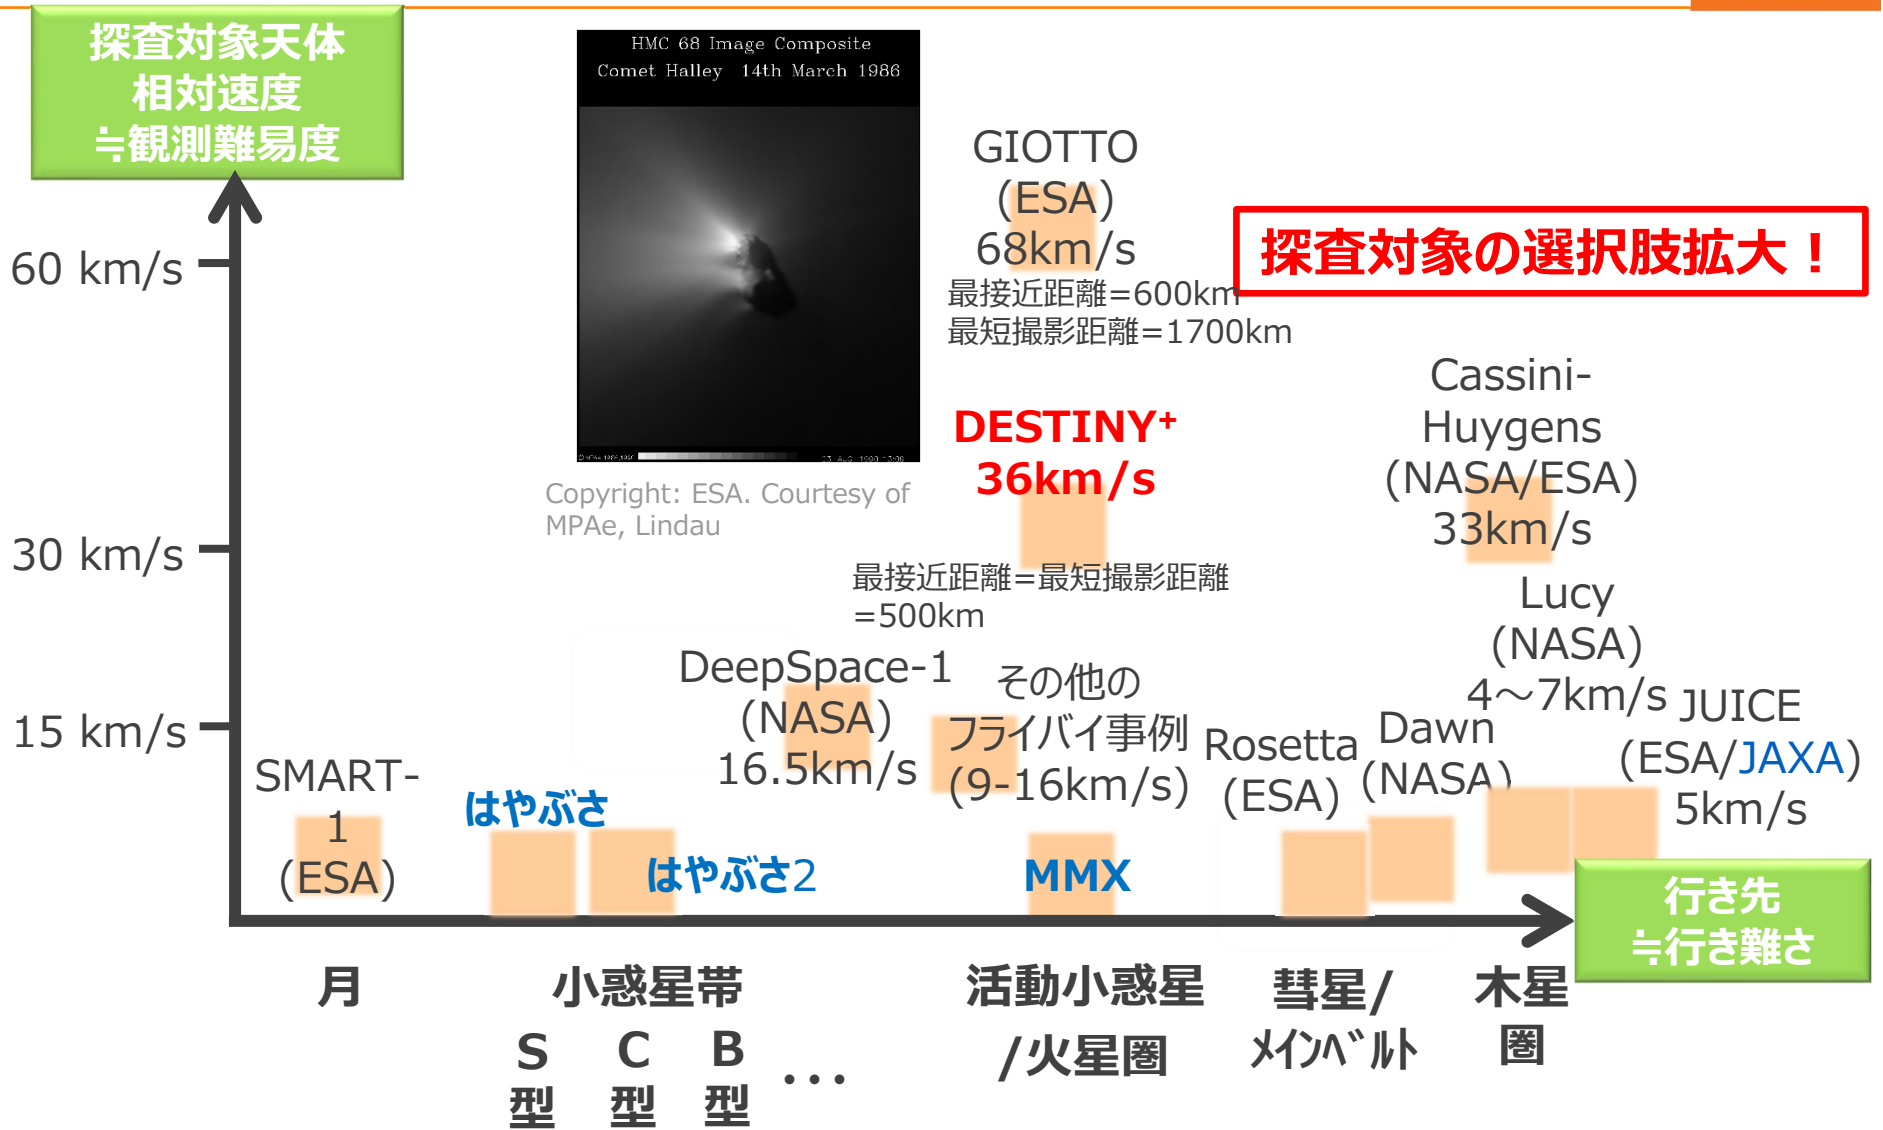 探査対象天体
相対速度
≒観測難易度
HMC 68 Image Composite
Comet Halley 14th March 1986
Copyright: ESA. Courtesy of
MPAe, Lindau
GIOTTO
(ESA)
68km/s
最接近距離=600km
最短撮影距離=1700km
探査対象の選択肢拡大！
60 km/s
30 km/s
15 km/s
DESTINY⁺
36km/s
最接近距離=最短撮影距離
=500km
Cassini-
Huygens
(NASA/ESA)
33km/s
Lucy
(NASA)
4～7km/s
DeepSpace-1
(NASA)
16.5km/s
その他の
フライバイ事例
(9-16km/s)
Rosetta
(ESA)
Dawn
(NASA)
JUICE
(ESA/JAXA)
5km/s
SMART-
1
(ESA)
はやぶさ
はやぶさ2
MMX
行き先
≒行き難さ
月
小惑星帯
S
型
C
型
B
型
...
活動小惑星
/火星圏
彗星/
ﾒｲﾝﾍﾞﾙﾄ
木星
圏